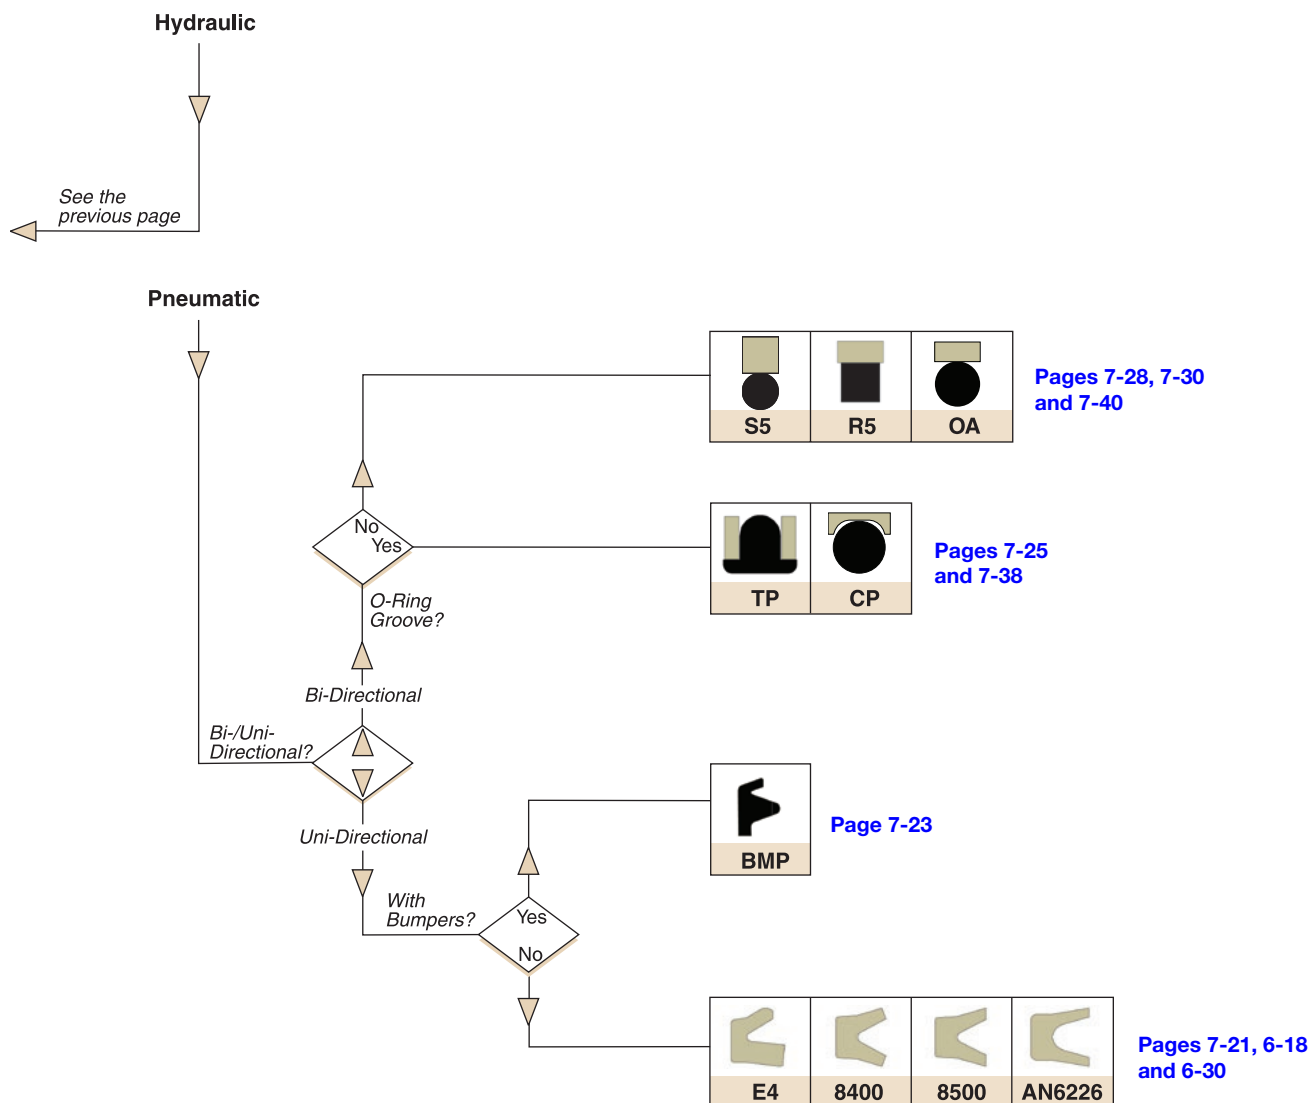 Hydraulic
See the
previous page
Pneumatic
S5 R5 OA
Pages 7-28, 7-30
and 7-40
No
Yes
TP CP
Pages 7-25
and 7-38
O-Ring
Groove?
Bi-Directional
Bi-/Uni-
Directional?
Uni-Directional
BMP
Page 7-23
With
Bumpers?
Yes
No
E4 8400 8500 AN6226
Pages 7-21, 6-18
and 6-30